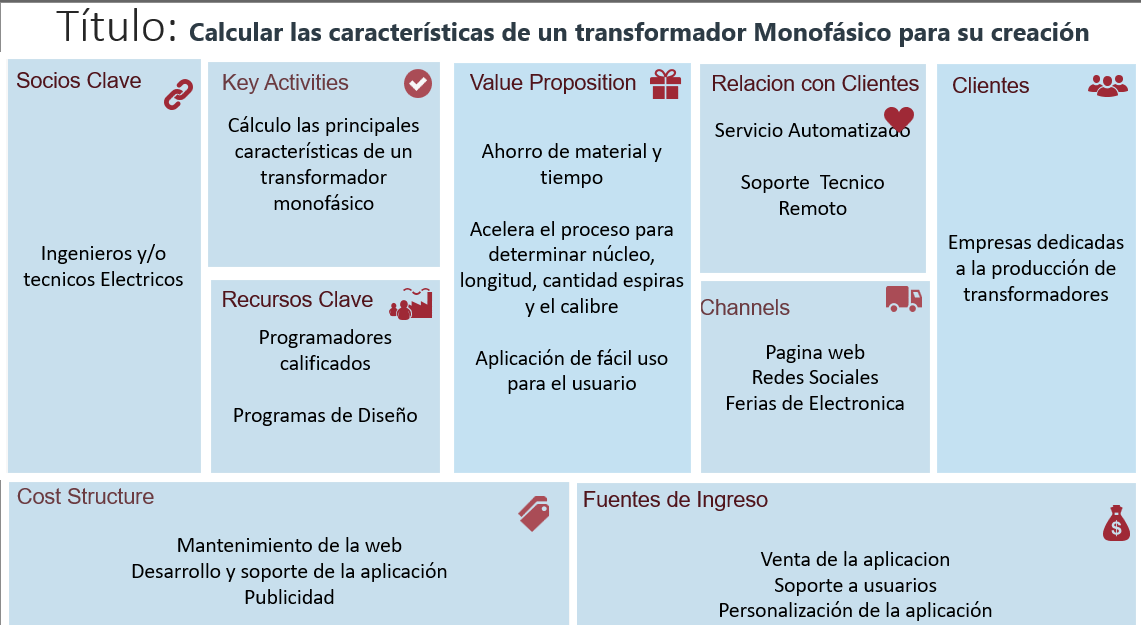 Título: Calcular las características de un transformador Monofásico para su creación
Socios Clave
Ingenieros y/o
tecnicos Electricos
Key Activities
Cálculo las principales
características de un
transformador
monofásico
Recursos Clave
Programadores
calificados
Programas de Diseño
Value Proposition
Ahorro de material y
tiempo
Acelera el proceso para
determinar núcleo,
longitud, cantidad espiras
y el calibre
Aplicación de fácil uso
para el usuario
Relacion con Clientes
Servicio Automatizado
Soporte  Tecnico
Remoto
Channels
Pagina web
Redes Sociales
Ferias de Electronica
Clientes
Empresas dedicadas
a la producción de
transformadores
Cost Structure
Mantenimiento de la web
Desarrollo y soporte de la aplicación
Publicidad
Fuentes de Ingreso
$
Venta de la aplicacion
Soporte a usuarios
Personalización de la aplicación